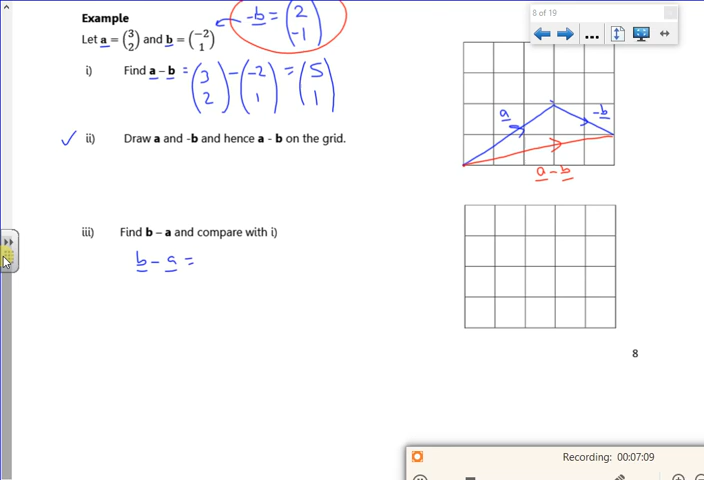 Example
-b = (2 -1)
8 of 19
...
Let a = (3 2) and b = (-2 1)
i) Find a – b = (3 2) - (-2 1) = (5 1)
a
-b
✓ ii) Draw a and -b and hence a - b on the grid.
a - b
iii) Find b – a and compare with i)
b - a =
8
Recording: 00:07:09